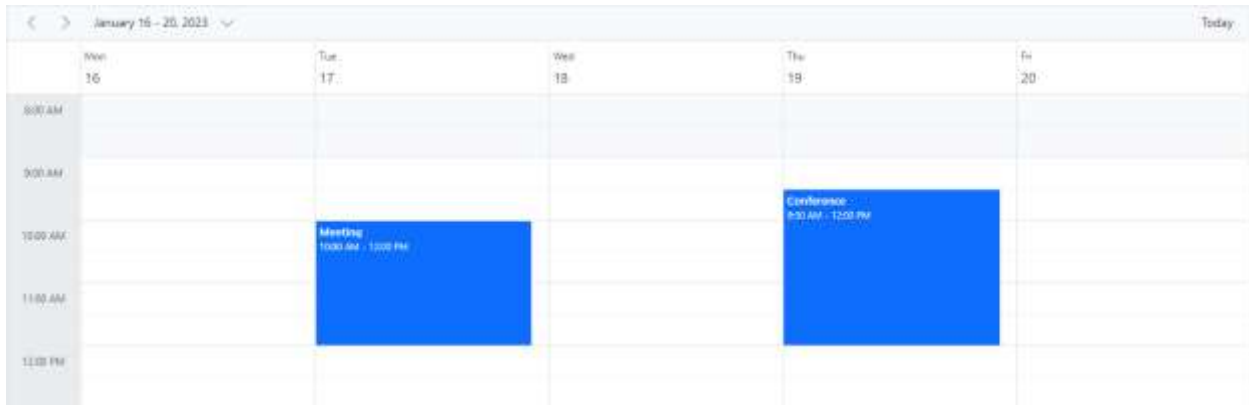 January 16 - 20, 2023
Today
Mon
Tue
Wed
Thu
Fri
16
17
18
19
20
8:00 AM
9:00 AM
Conference
9:30 AM - 12:00 PM
10:00 AM
Meeting
10:00 AM - 12:00 PM
11:00 AM
12:00 PM